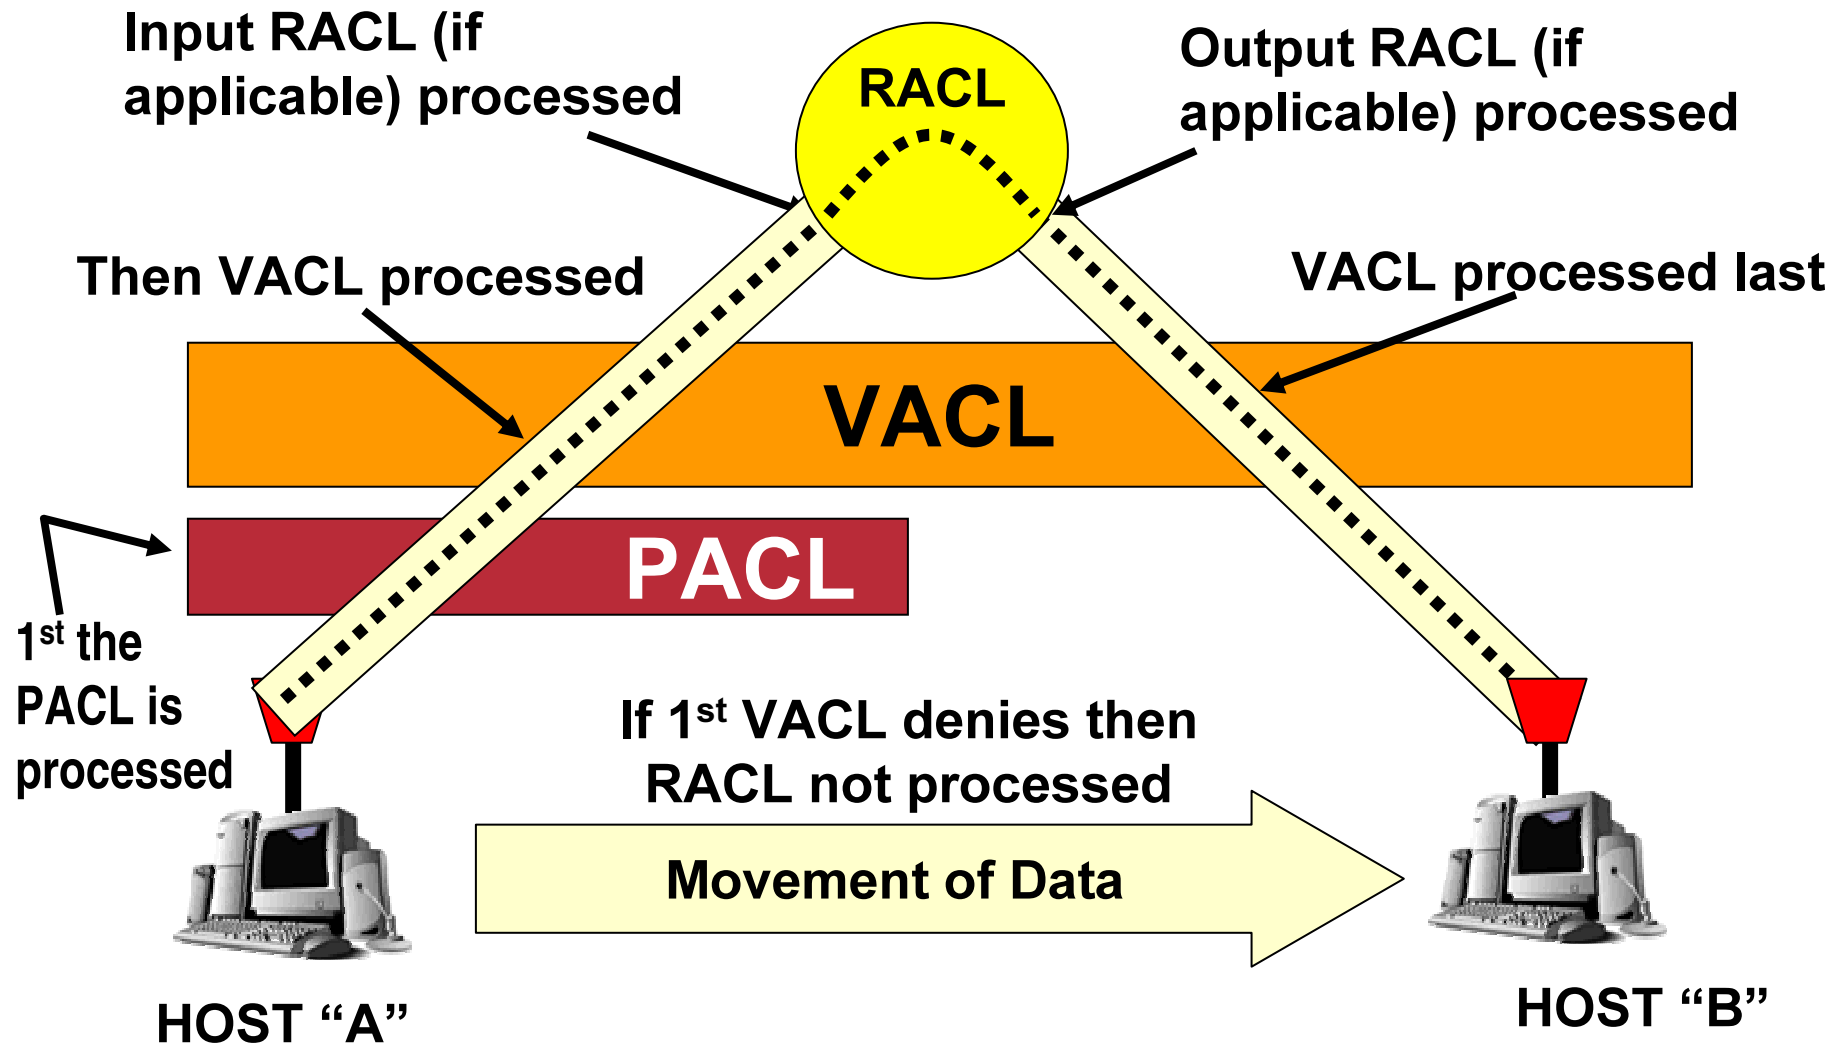 Input RACL (if
applicable) processed
RACL
Output RACL (if
applicable) processed
Then VACL processed
VACL processed last
VACL
PACL
1st the
PACL is
processed
If 1st VACL denies then
RACL not processed
Movement of Data
HOST “A”
HOST “B”